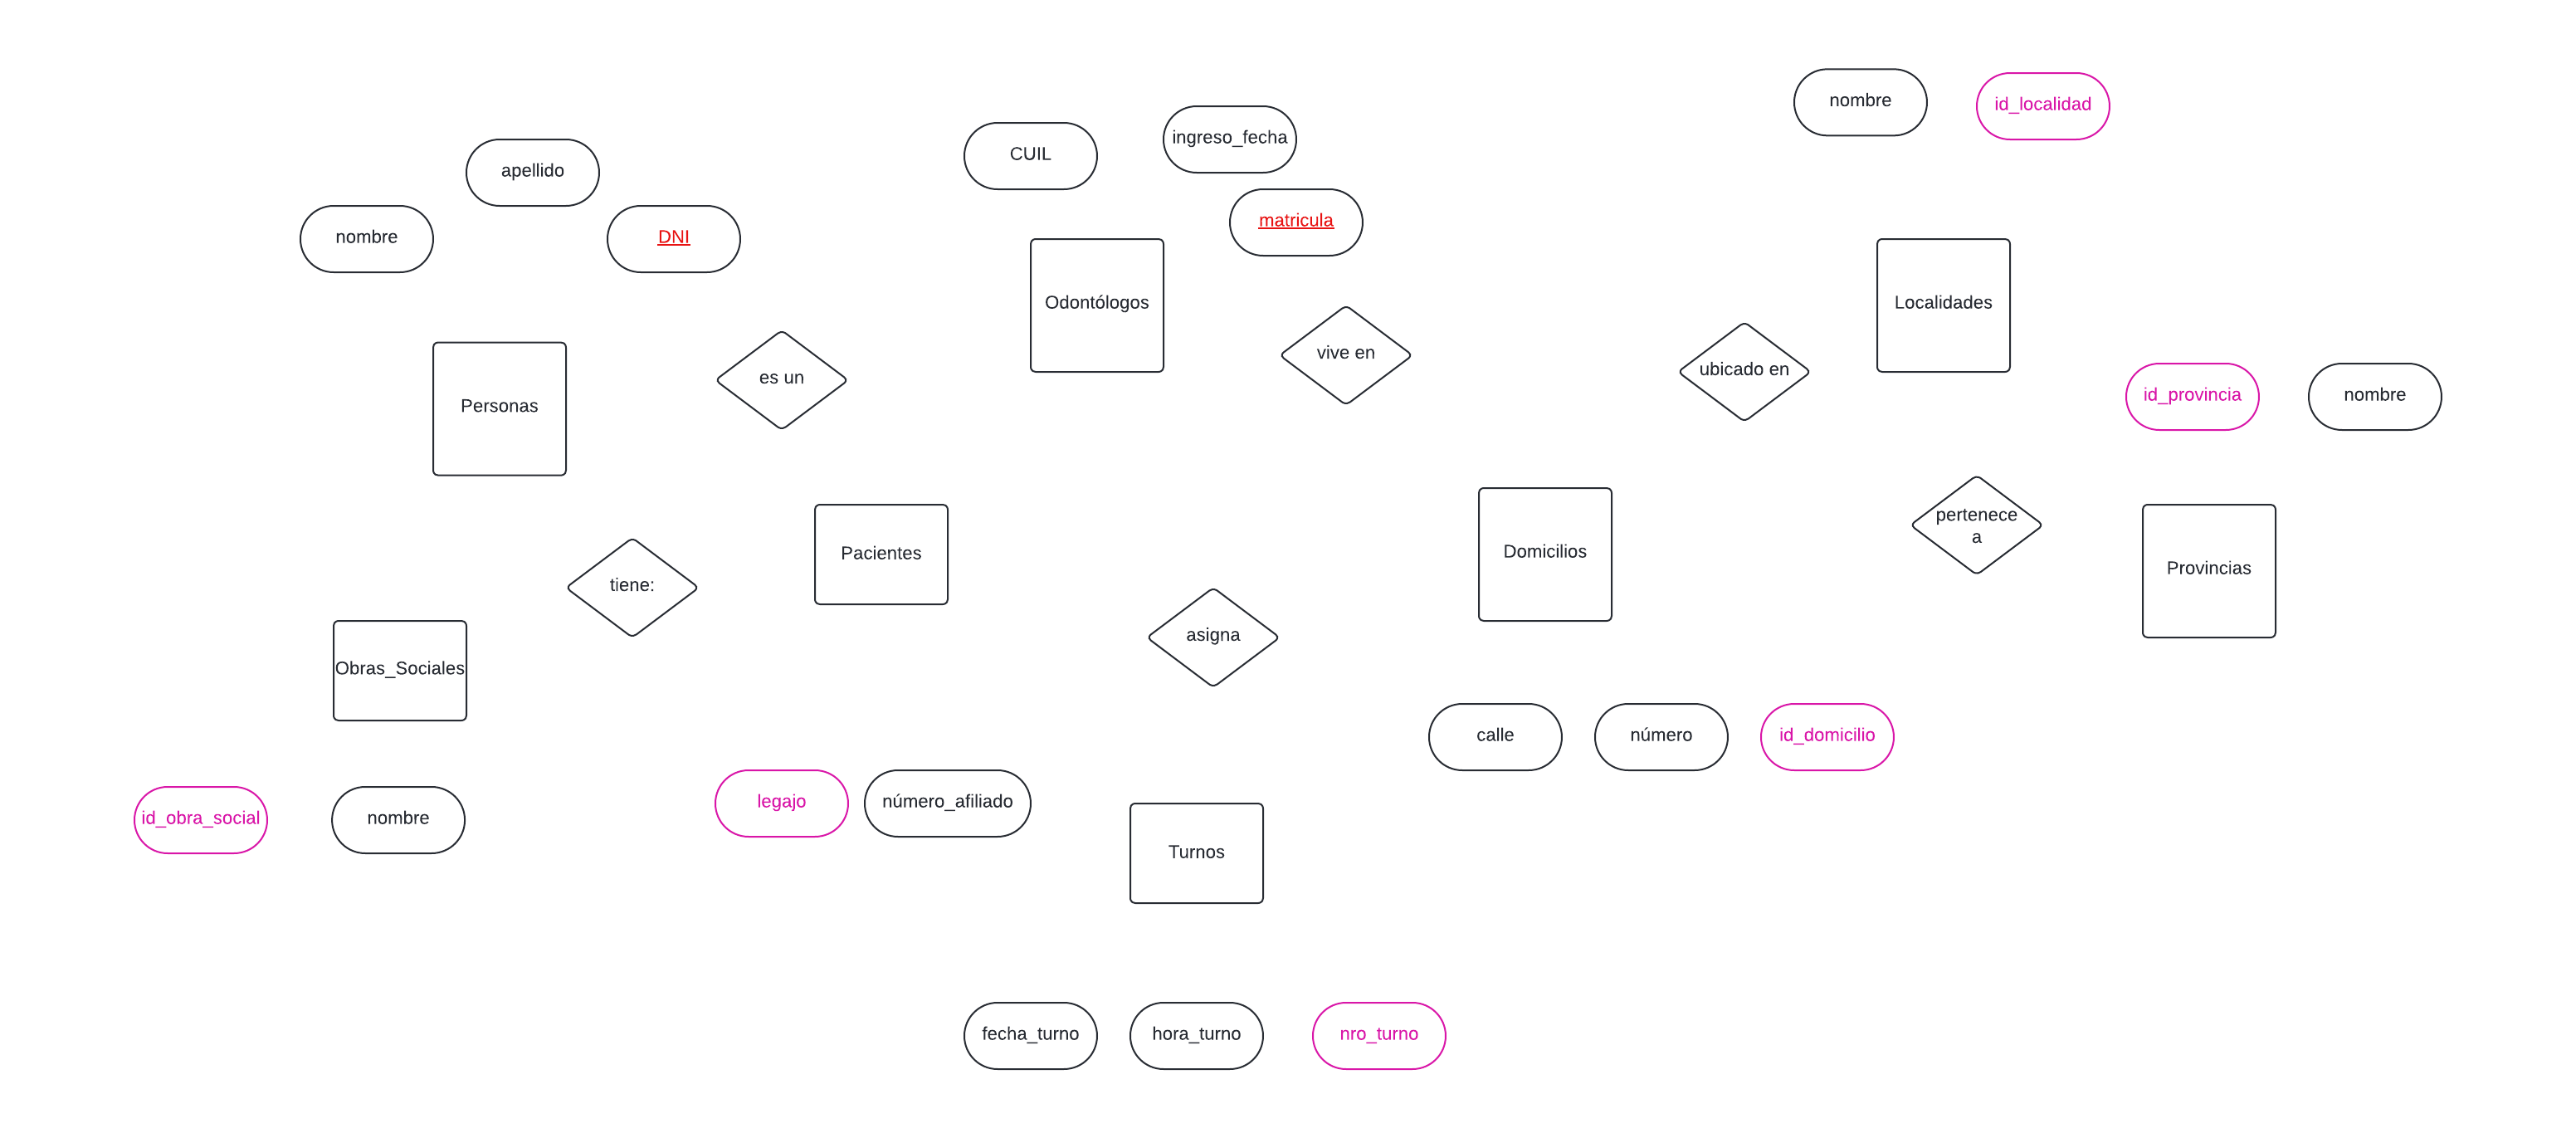 nombre
id_localidad
ingreso_fecha
CUIL
apellido
matricula
nombre
DNI
Odontólogos
Localidades
vive en
ubicado en
es un
id_provincia
nombre
Personas
pertenece
a
Pacientes
Domicilios
Provincias
tiene:
asigna
Obras_Sociales
calle
número
id_domicilio
legajo
número_afiliado
id_obra_social
nombre
Turnos
fecha_turno
hora_turno
nro_turno